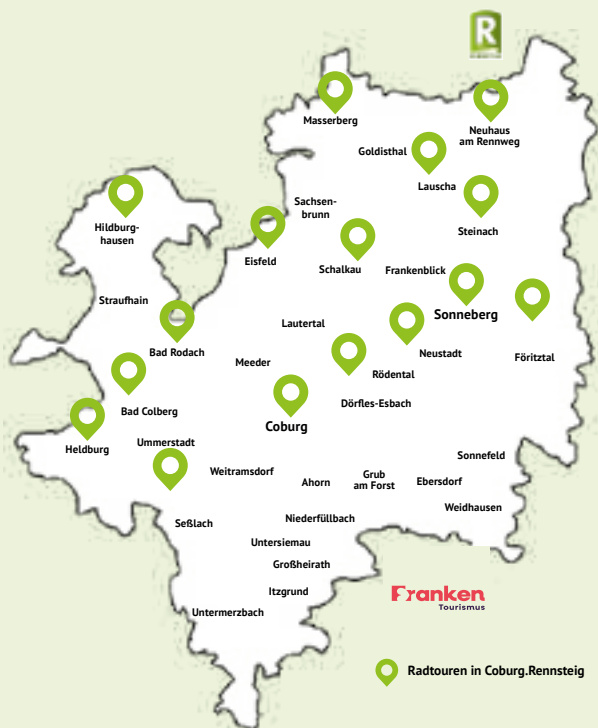 R
Masserberg
Neuhaus
am Rennweg
Goldisthal
Lauscha
Sachsen-
brunn
Steinach
Hildburg-
hausen
Eisfeld
Schalkau
Frankenblick
Straufhain
Sonneberg
Lautertal
Bad Rodach
Neustadt
Föritztal
Meeder
Rödental
Dörfles-Esbach
Bad Colberg
Coburg
Heldburg
Ummerstadt
Sonnefeld
Weitramsdorf
Ahorn
Grub
am Forst
Ebersdorf
Weidhausen
Seßlach
Niederfüllbach
Untersiemau
Großheirath
Itzgrund
Untermerzbach
Franken
Tourismus
Radtouren in Coburg.Rennsteig